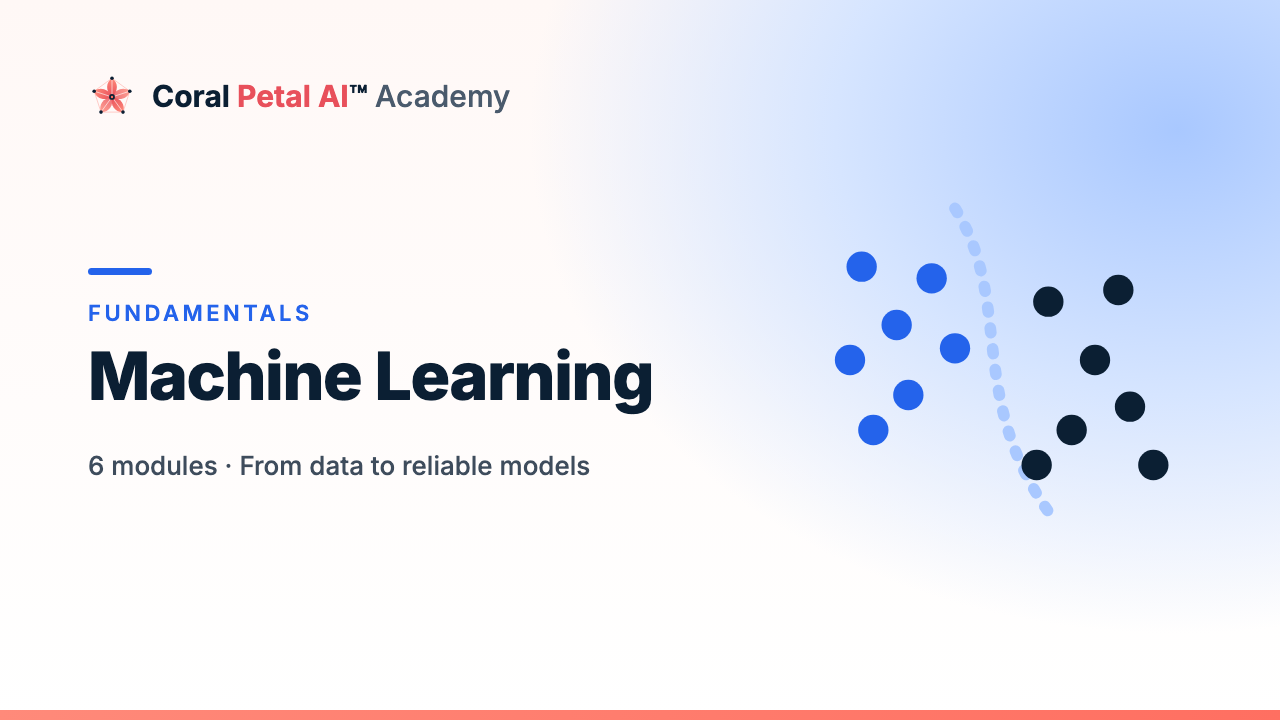 Coral Petal AI™ Academy
FUNDAMENTALS
Machine Learning
6 modules · From data to reliable models